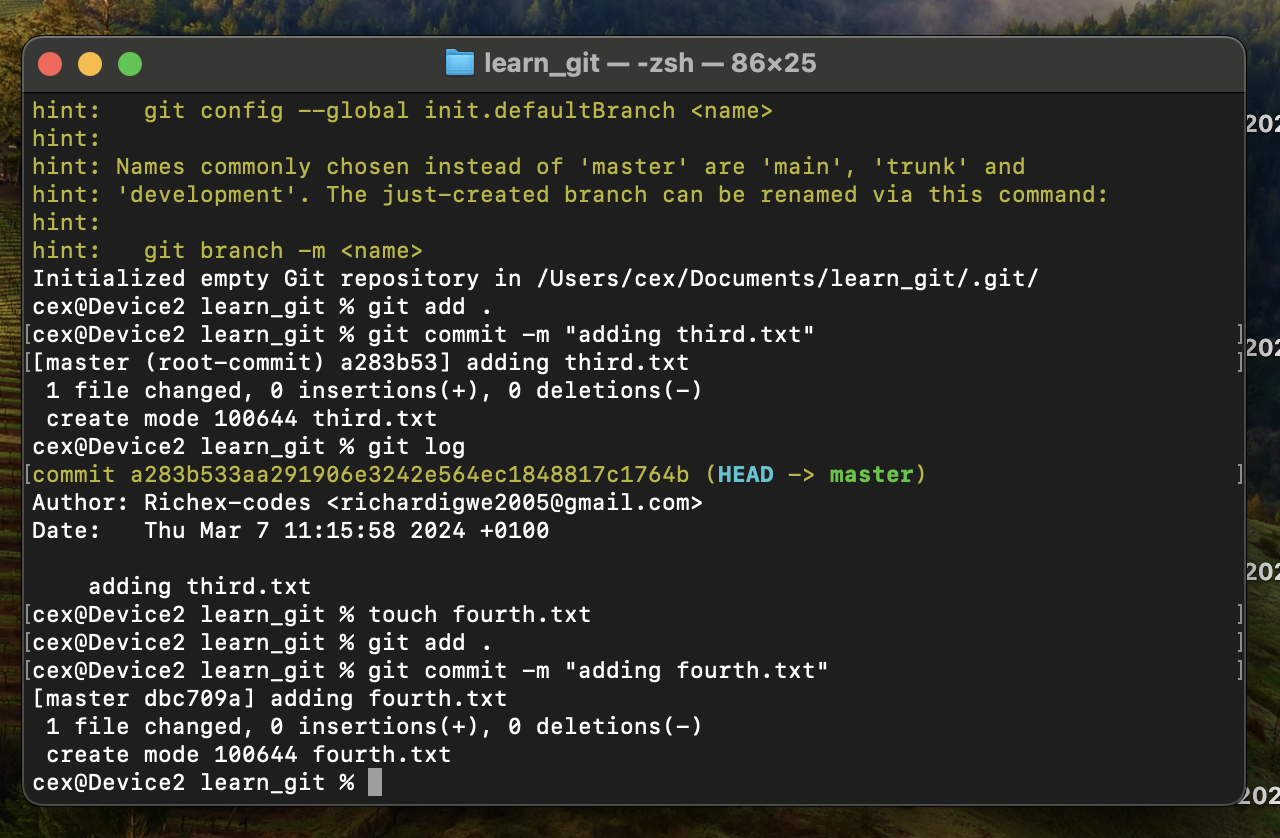 learn_git — -zsh — 86×25
hint:   git config --global init.defaultBranch <name>
hint:
hint: Names commonly chosen instead of 'master' are 'main', 'trunk' and
hint: 'development'. The just-created branch can be renamed via this command:
hint:
hint:   git branch -m <name>
Initialized empty Git repository in /Users/cex/Documents/learn_git/.git/
cex@Device2 learn_git % git add .
[cex@Device2 learn_git % git commit -m "adding third.txt" ]
[[master (root-commit) a283b53] adding third.txt ]
 1 file changed, 0 insertions(+), 0 deletions(-)
 create mode 100644 third.txt
cex@Device2 learn_git % git log
[commit a283b533aa291906e3242e564ec1848817c1764b (HEAD -> master) ]
Author: Richex-codes <richardigwe2005@gmail.com>
Date:   Thu Mar 7 11:15:58 2024 +0100
    adding third.txt
[cex@Device2 learn_git % touch fourth.txt ]
[cex@Device2 learn_git % git add . ]
[cex@Device2 learn_git % git commit -m "adding fourth.txt" ]
[master dbc709a] adding fourth.txt
 1 file changed, 0 insertions(+), 0 deletions(-)
 create mode 100644 fourth.txt
cex@Device2 learn_git %
202
202
202
202